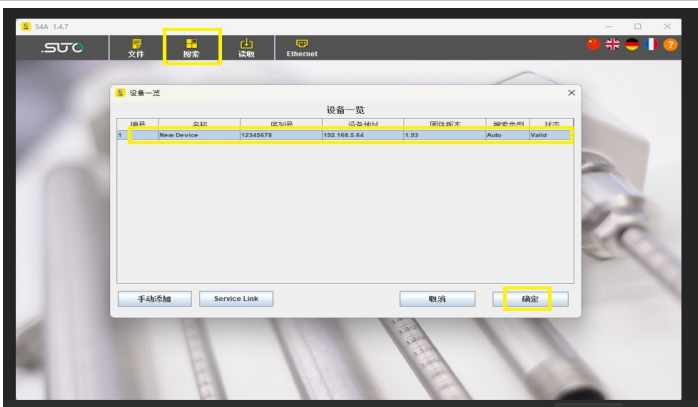 S4A 1.4.7
.SUTO 文件 搜索 读取 Ethernet
设备一览
设备一览
编号 名称 序列号 设备地址 固件版本 搜索类型 状态
1 New Device 12345678 192.168.5.64 1.93 Auto Valid
手动添加 Service Link 取消 确定